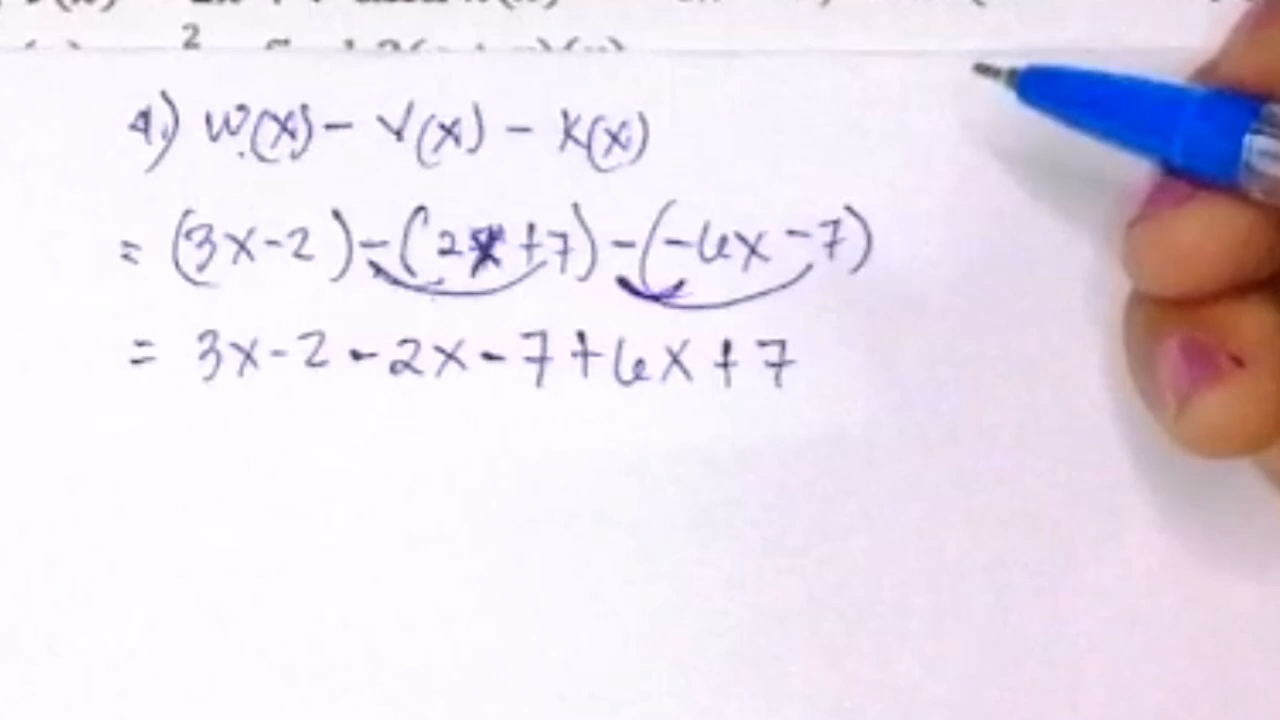 4.) w(x) - v(x) - k(x)
= (3x-2) - (2x+7) - (-6x-7)
= 3x-2-2x-7+6x+7